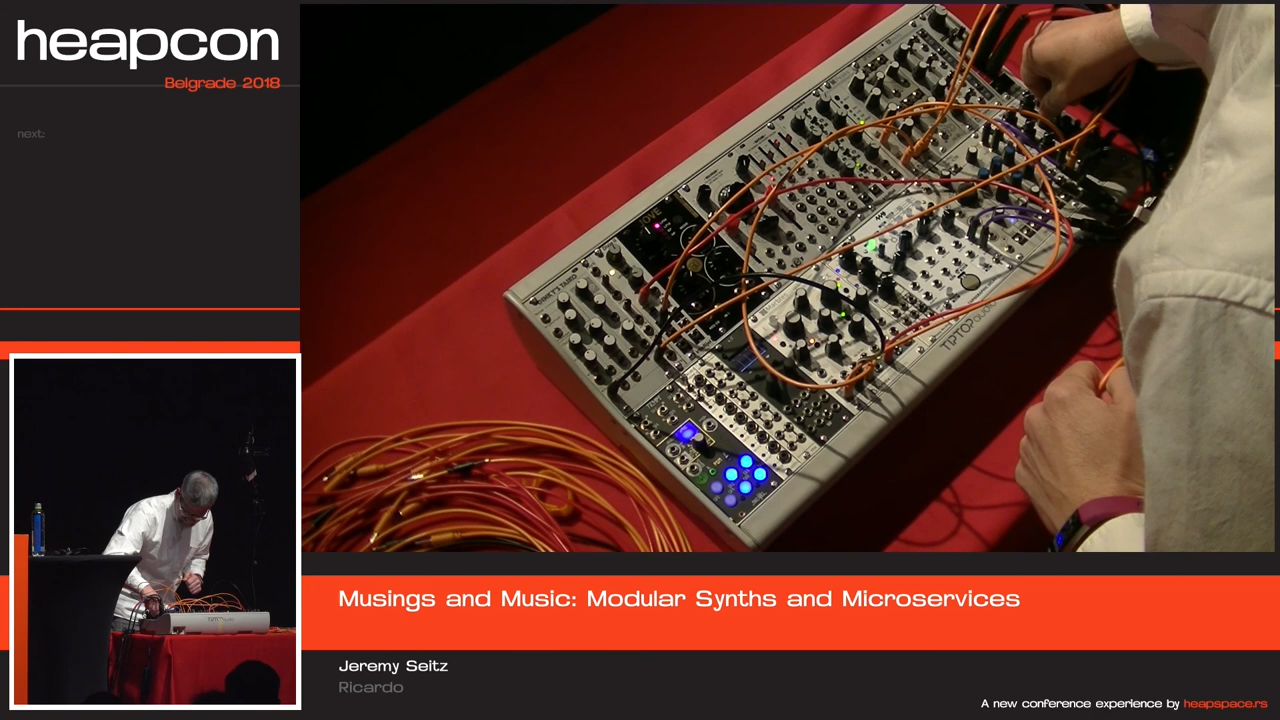 heapcon
Belgrade 2018
next:
TIPTOP
Musings and Music: Modular Synths and Microservices
Jeremy Seitz
Ricardo
A new conference experience by heapspace.rs